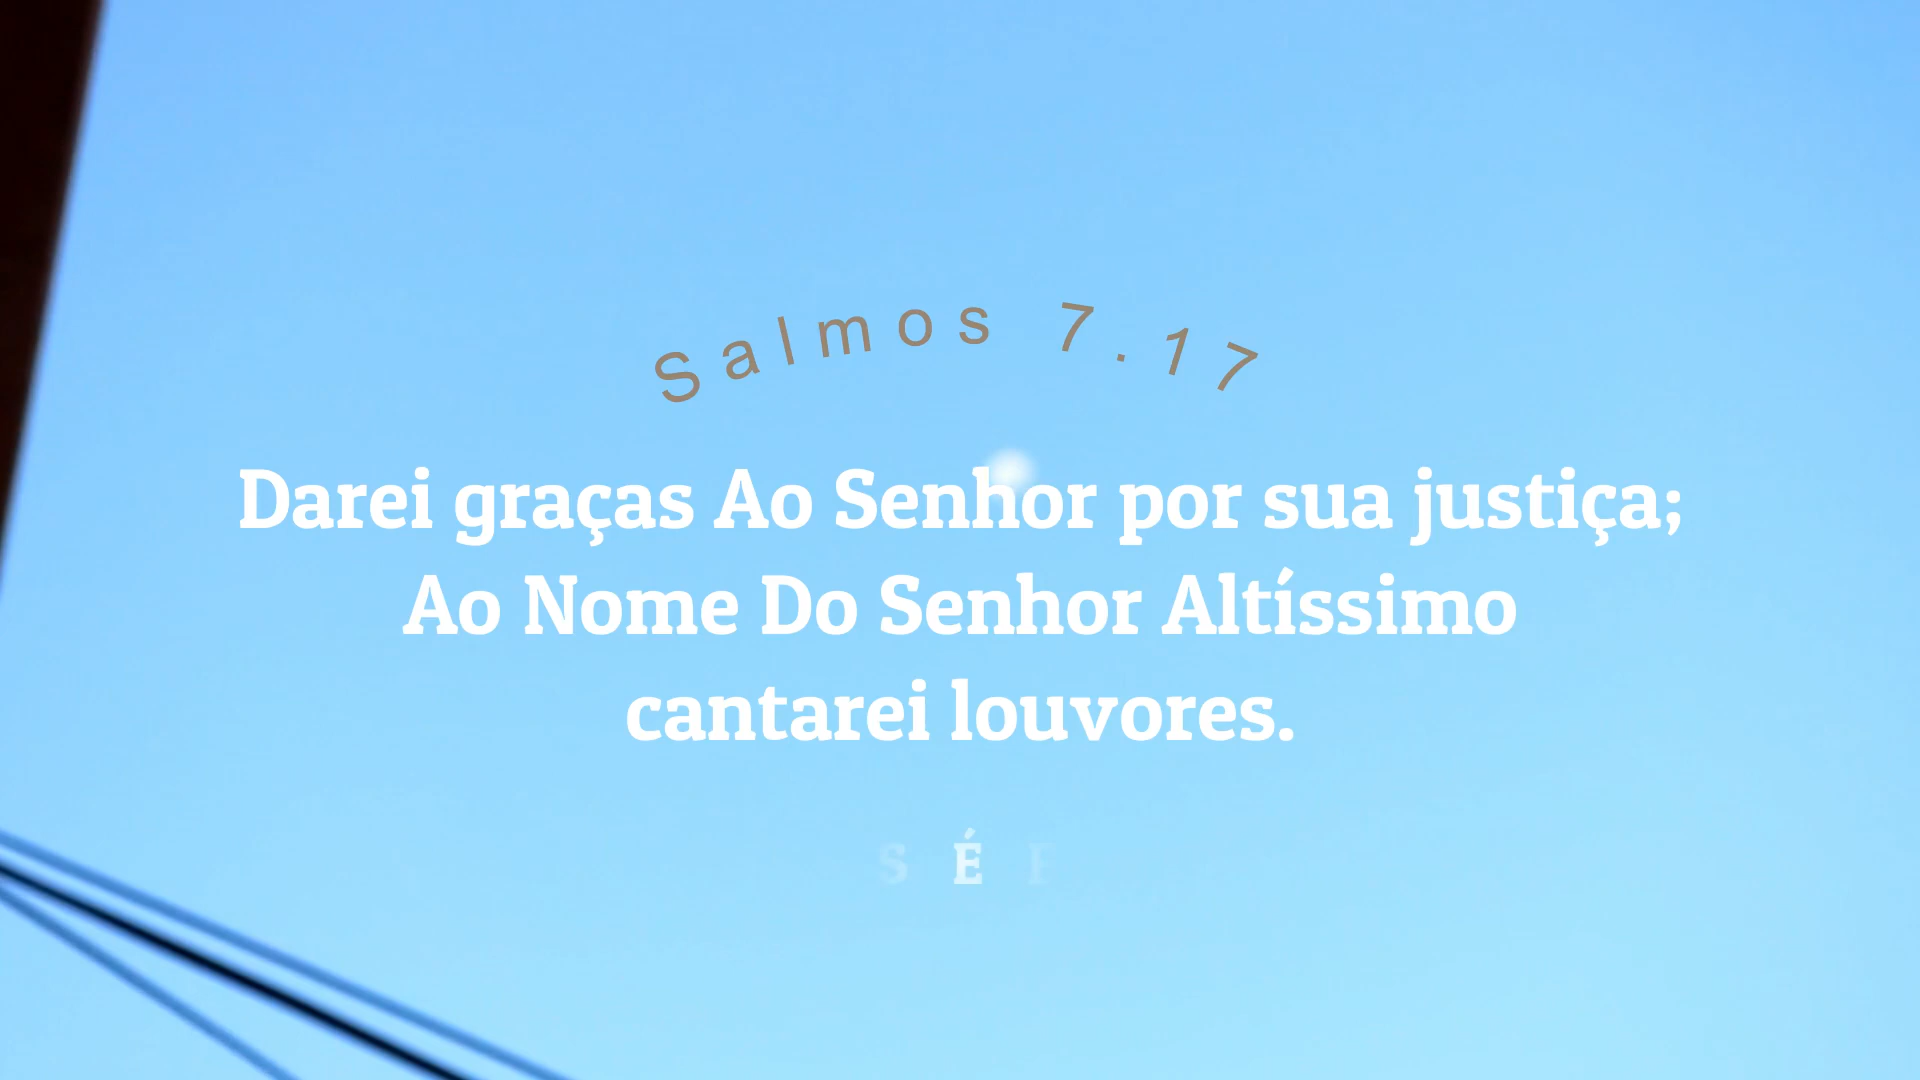 Salmos 7.17
Darei graças Ao Senhor por sua justiça;
Ao Nome Do Senhor Altíssimo
cantarei louvores.
S É F